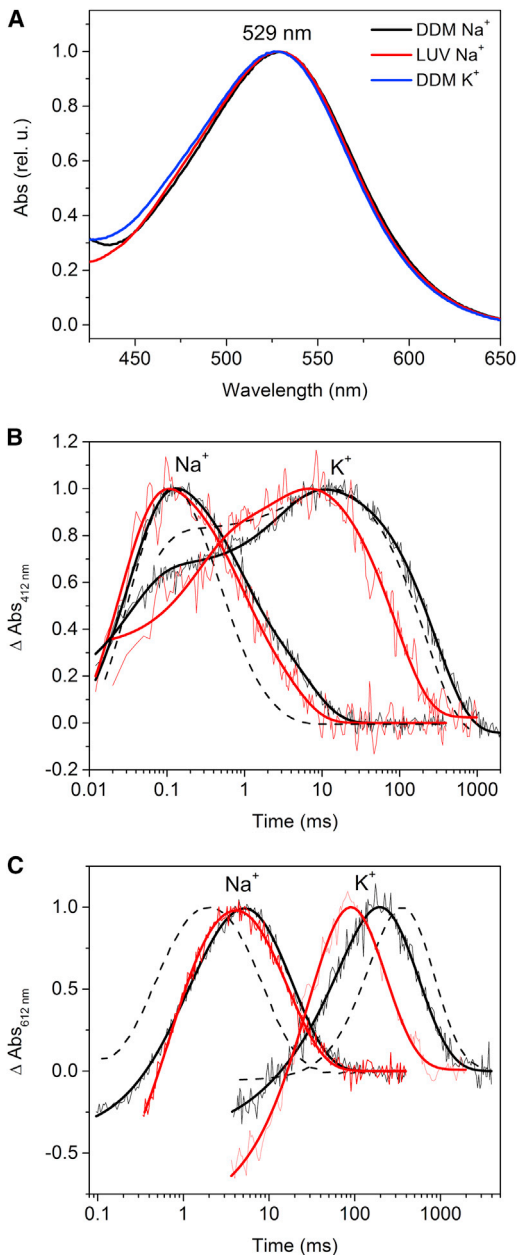 A
529 nm
DDM Na⁺
LUV Na⁺
DDM K⁺
Abs (rel. u.)
1.0
0.8
0.6
0.4
0.2
0.0
450 500 550 600 650
Wavelength (nm)
B
Na⁺ K⁺
Δ Abs₄₁₂ ₙₘ
1.2
1.0
0.8
0.6
0.4
0.2
0.0
-0.2
0.01 0.1 1 10 100 1000
Time (ms)
C
Na⁺ K⁺
Δ Abs₆₁₂ ₙₘ
1.0
0.5
0.0
-0.5
0.1 1 10 100 1000
Time (ms)